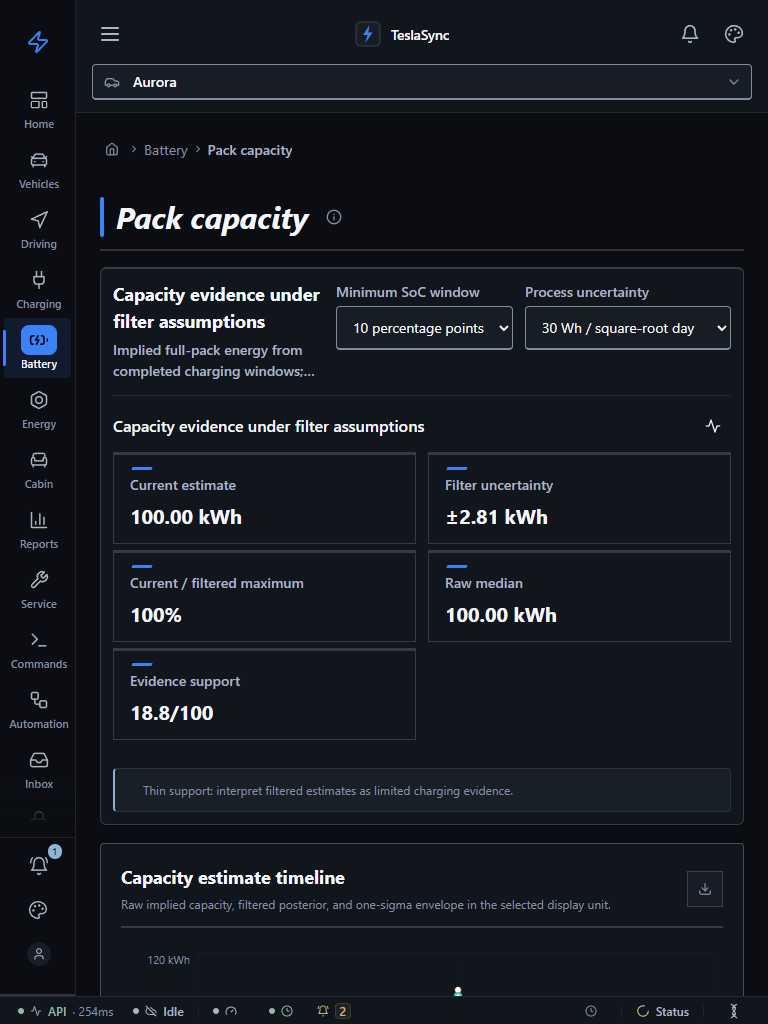 TeslaSync
Aurora
Home
Vehicles
Driving
Charging
Battery
Energy
Cabin
Reports
Service
Commands
Automation
Inbox
1
Battery
Pack capacity
Pack capacity
Capacity evidence under
filter assumptions
Implied full-pack energy from
completed charging windows;...
Minimum SoC window
10 percentage points
Process uncertainty
30 Wh / square-root day
Capacity evidence under filter assumptions
Current estimate
100.00 kWh
Filter uncertainty
±2.81 kWh
Current / filtered maximum
100%
Raw median
100.00 kWh
Evidence support
18.8/100
Thin support: interpret filtered estimates as limited charging evidence.
Capacity estimate timeline
Raw implied capacity, filtered posterior, and one-sigma envelope in the selected display unit.
120 kWh
API · 254ms
Idle
2
Status